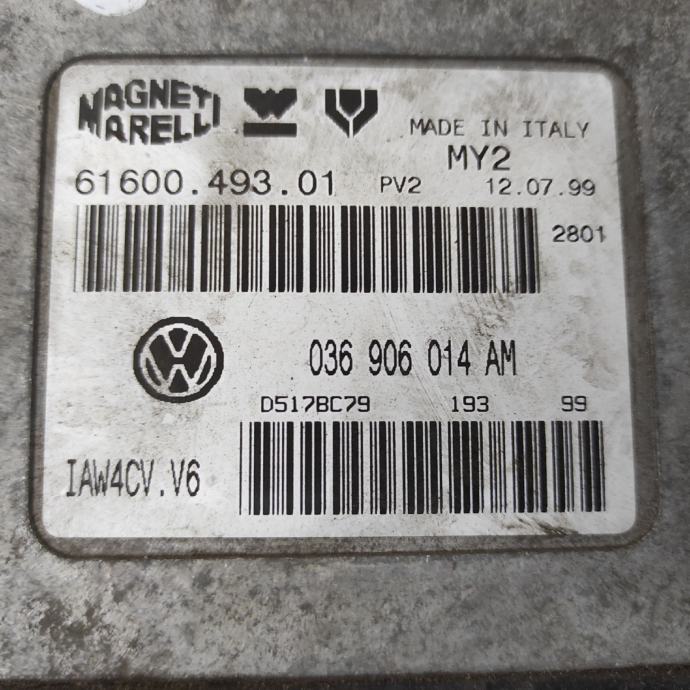 MAGNETI MARELLI
MADE IN ITALY
MY2
61600.493.01 PV2 12.07.99
2801
036 906 014 AM
D517BC79 193 99
IAW4CV.V6